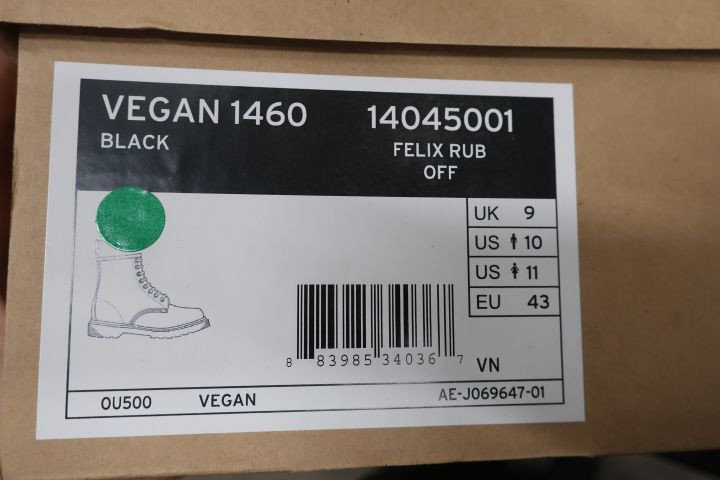 VEGAN 1460
BLACK
14045001
FELIX RUB
OFF
UK 9
US 10
US 11
EU 43
8 83985 34036 7
VN
0U500 VEGAN AE-J069647-01